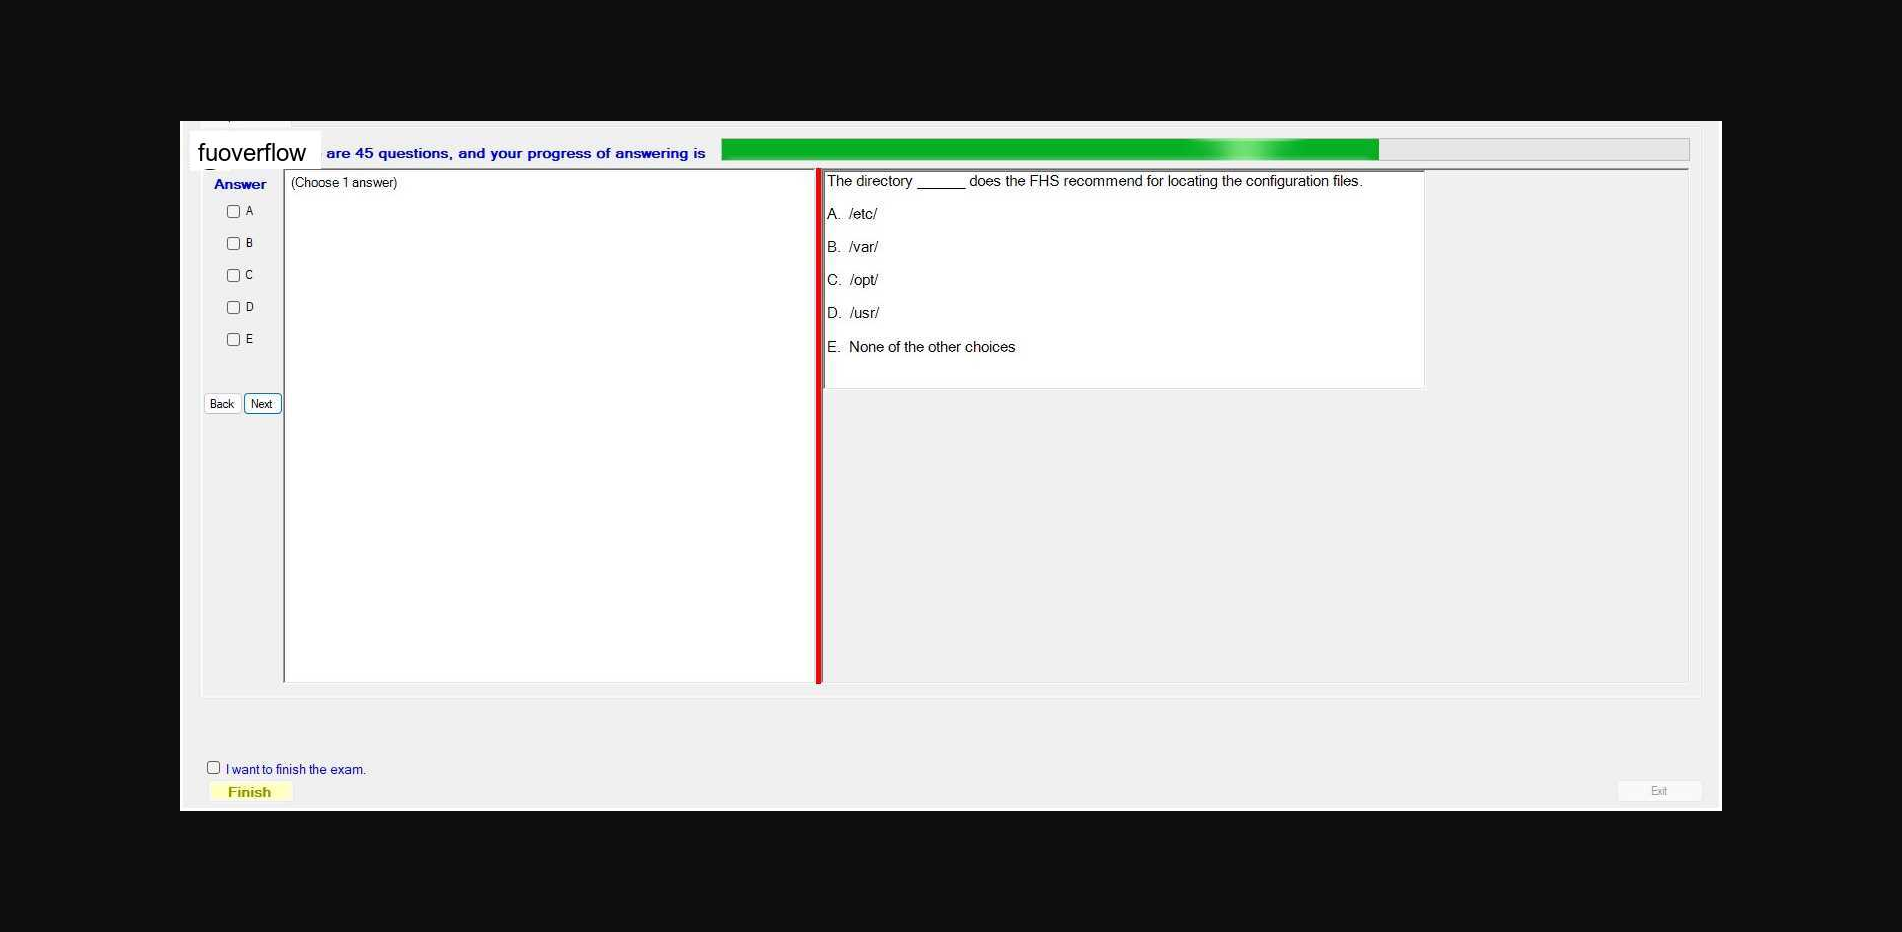 fuoverflow are 45 questions, and your progress of answering is
Answer
(Choose 1 answer)
A
B
C
D
E
Back Next
The directory ______ does the FHS recommend for locating the configuration files.
A. /etc/
B. /var/
C. /opt/
D. /usr/
E. None of the other choices
I want to finish the exam.
Finish
Exit